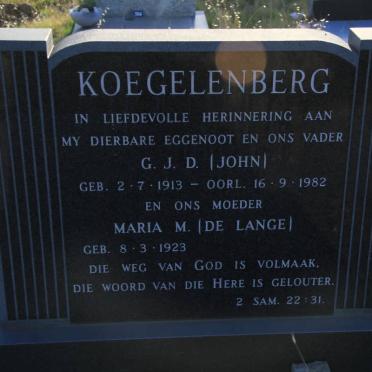 KOEGELENBERG
IN LIEFDEVOLLE HERINNERING AAN
MY DIERBARE EGGENOOT EN ONS VADER
G. J. D. (JOHN)
GEB. 2-7-1913 – OORL. 16-9-1982
EN ONS MOEDER
MARIA M. (DE LANGE)
GEB. 8-3-1923
DIE WEG VAN GOD IS VOLMAAK,
DIE WOORD VAN DIE HERE IS GELOUTER.
2 SAM. 22:31.